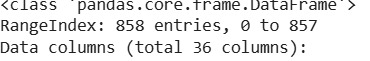 <class 'pandas.core.frame.DataFrame'>
RangeIndex: 858 entries, 0 to 857
Data columns (total 36 columns):